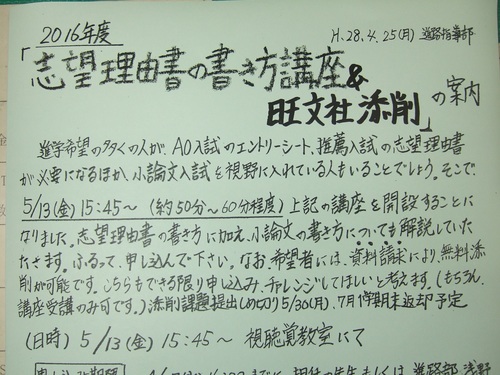 2016年度
H.28.4.25(月) 進路指導部
「志望理由書の書き方講座&
旺文社添削」の案内
進学希望の多くの人が、AO入試のエントリーシート、推薦入試の志望理由書
が必要になるほか、小論文入試を視野に入れている人もいることでしょう。そこで、
5/13(金)15:45~(約50分~60分程度)上記の講座を開設することに
なりました。志望理由書の書き方に加え、小論文の書き方についても解説していた
だきます。ふるって、申し込んで下さい。なお、希望者には、資料請求により、無料添
削が可能です。こちらもできる限り申し込み、チャレンジしてほしいと考えます。(もちろん、
講座受講のみ可です。)添削課題提出(〆切り5/30(月)、7月1学期末返却予定
(日時) 5/13(金)15:45~ 視聴覚教室にて